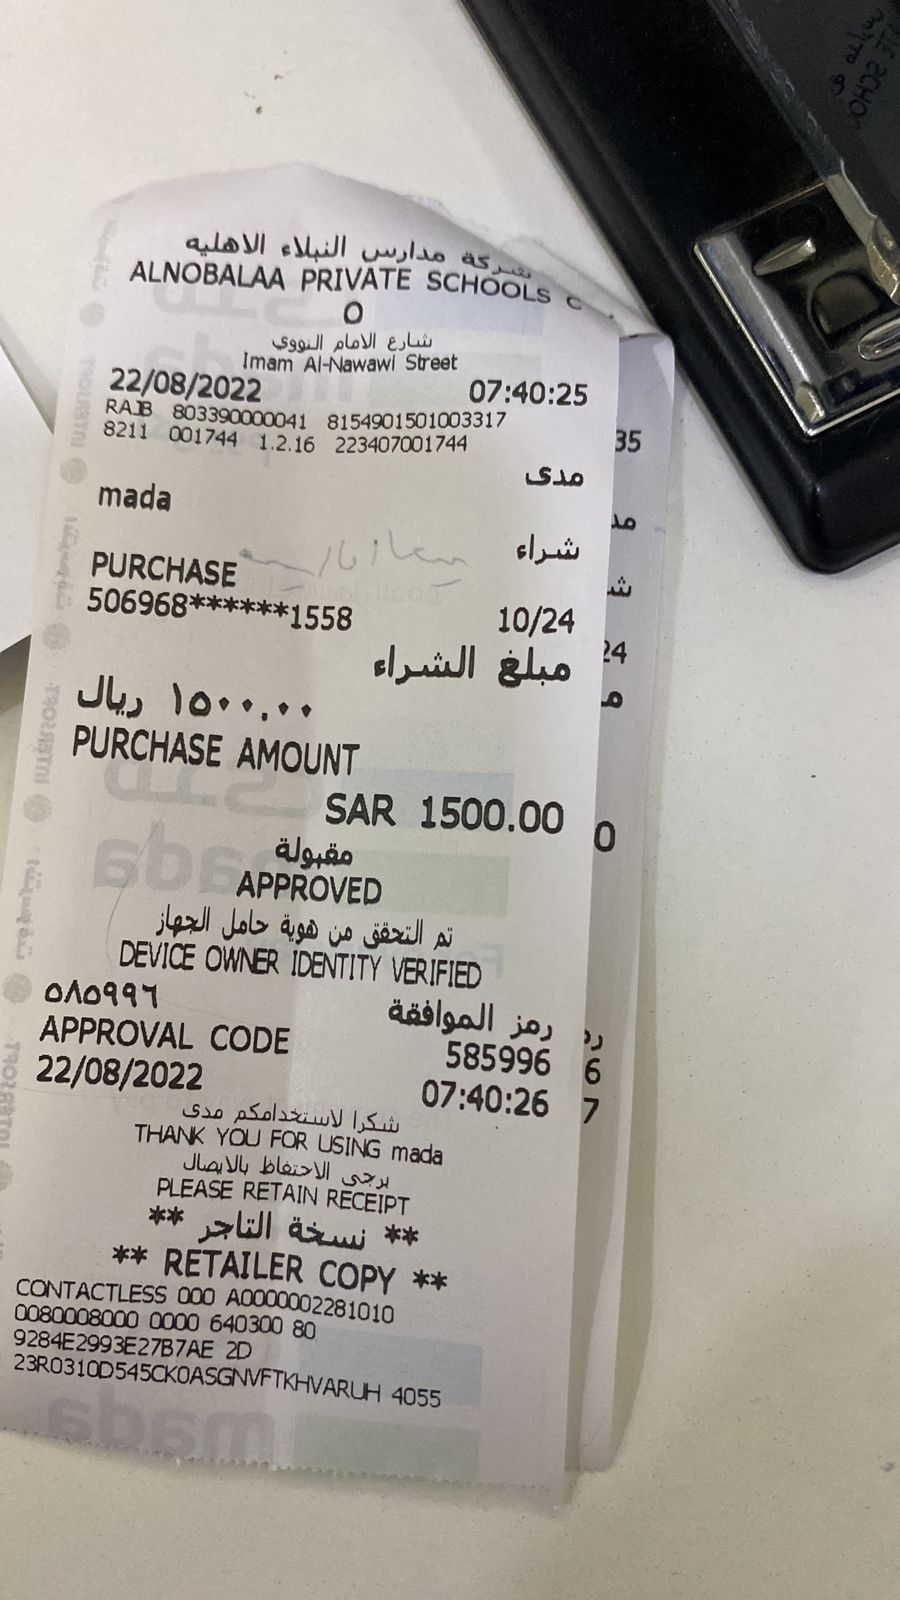 شركة مدارس النبلاء الاهليه
ALNOBALAA PRIVATE SCHOOLS C
O
شارع الامام النووي
Imam Al-Nawawi Street
22/08/2022 07:40:25
RAJB 803390000041 8154901501003317
8211 001744 1.2.16 223407001744
مدى
mada
شراء
PURCHASE
506968******1558 10/24
مبلغ الشراء
١٥٠٠.٠٠ ريال
PURCHASE AMOUNT
SAR 1500.00
مقبولة
APPROVED
تم التحقق من هوية حامل الجهاز
DEVICE OWNER IDENTITY VERIFIED
رمز الموافقة ٥٨٥٩٩٦
APPROVAL CODE 585996
22/08/2022 07:40:26
شكرا لاستخدامكم مدى
THANK YOU FOR USING mada
يرجى الاحتفاظ بالايصال
PLEASE RETAIN RECEIPT
** نسخة التاجر **
** RETAILER COPY **
CONTACTLESS 000 A0000002281010
0080008000 0000 640300 80
9284E2993E27B7AE 2D
23R0310D545CK0ASGNVFTKHVARUH 4055
35
24
0
6
7